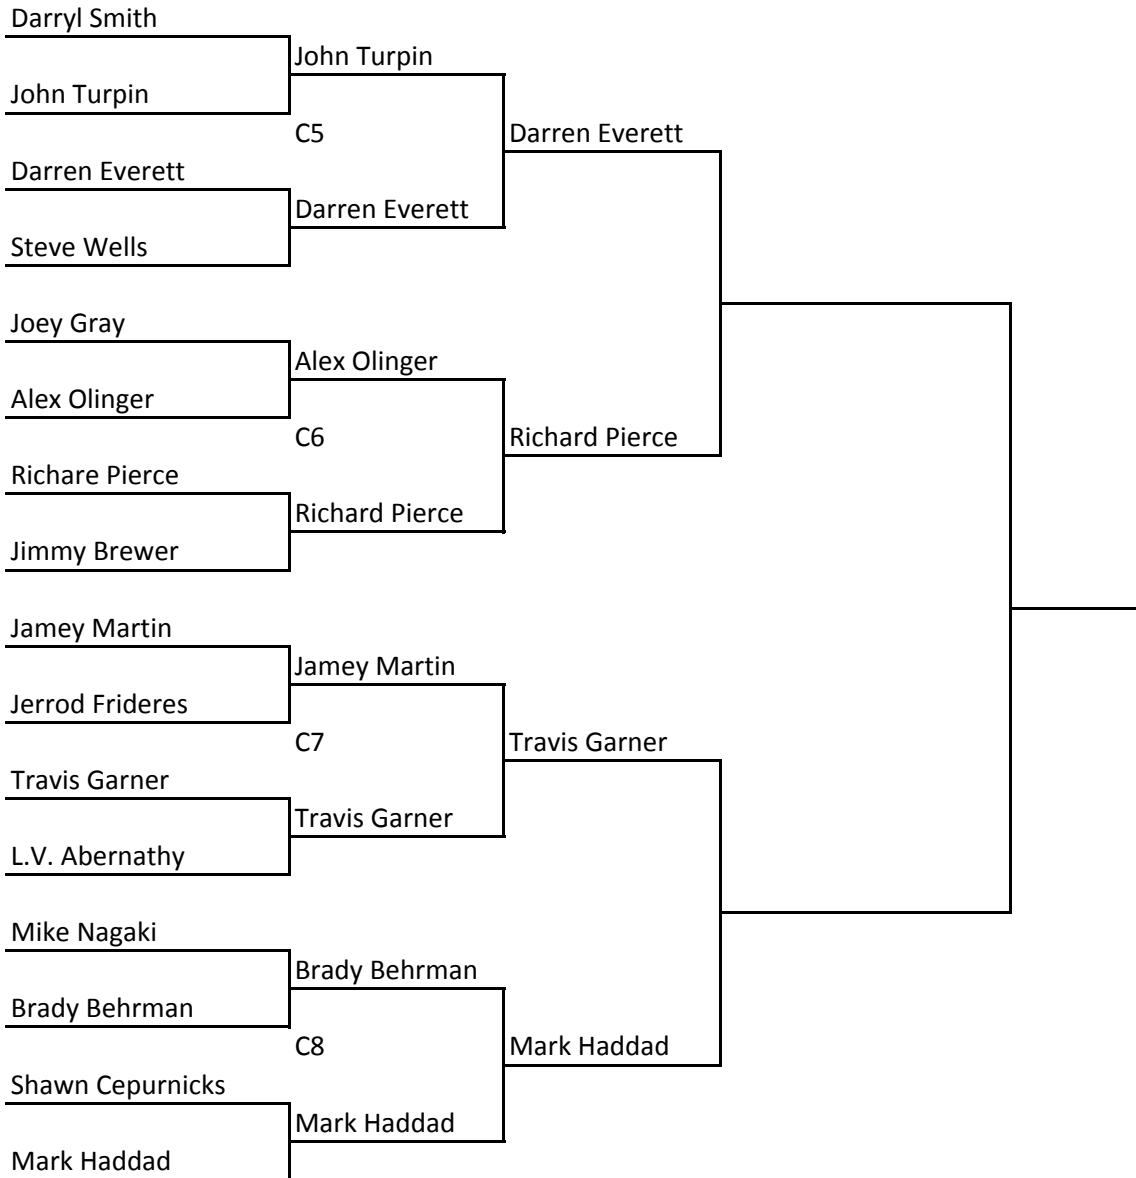 Darryl Smith
John Turpin
John Turpin
C5
Darren Everett
Darren Everett
Darren Everett
Steve Wells
Joey Gray
Alex Olinger
Alex Olinger
C6
Richard Pierce
Richare Pierce
Richard Pierce
Jimmy Brewer
Jamey Martin
Jamey Martin
Jerrod Frideres
C7
Travis Garner
Travis Garner
Travis Garner
L.V. Abernathy
Mike Nagaki
Brady Behrman
Brady Behrman
C8
Mark Haddad
Shawn Cepurnicks
Mark Haddad
Mark Haddad